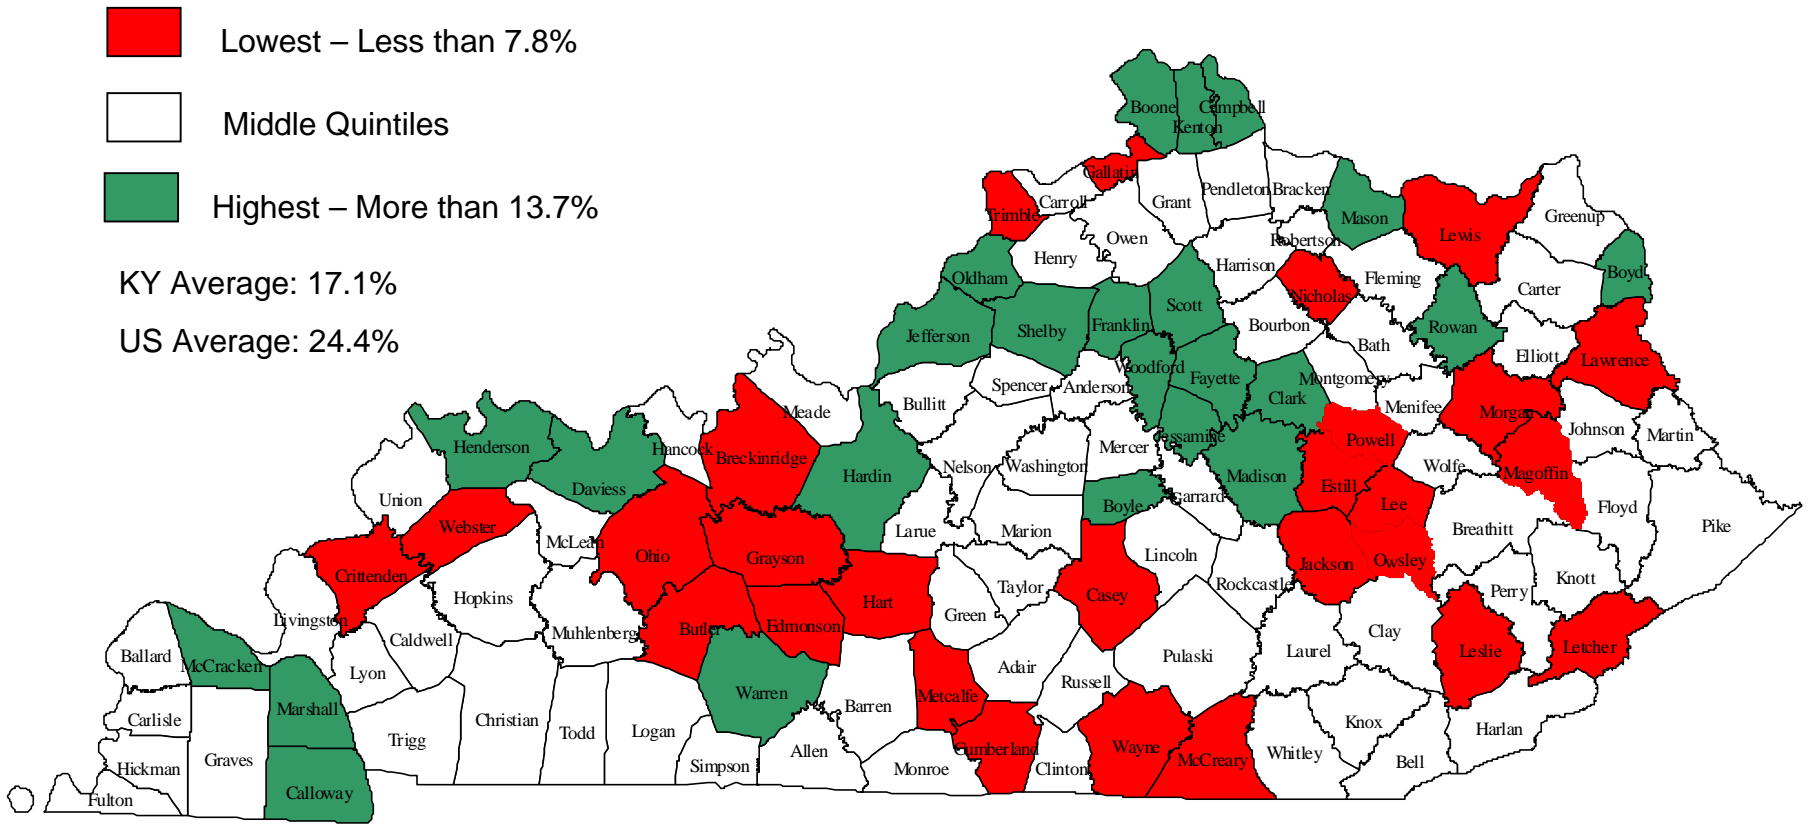 Lowest – Less than 7.8%
Middle Quintiles
Highest – More than 13.7%
KY Average: 17.1%
US Average: 24.4%
Boone
Campbell
Kenton
Gallatin
Pendleton
Bracken
Grant
Carroll
Trimble
Mason
Greenup
Lewis
Owen
Robertson
Henry
Harrison
Fleming
Boyd
Oldham
Carter
Nicholas
Scott
Franklin
Bourbon
Rowan
Shelby
Jefferson
Bath
Elliott
Lawrence
Woodford
Fayette
Montgomery
Spencer
Anderson
Clark
Menifee
Bullitt
Meade
Morgan
Johnson
Martin
Jessamine
Powell
Mercer
Henderson
Hancock
Breckinridge
Nelson
Washington
Wolfe
Magoffin
Hardin
Madison
Estill
Daviess
Union
Garrard
Boyle
Lee
Floyd
Webster
Larue
Marion
Breathitt
Pike
McLean
Ohio
Grayson
Lincoln
Jackson
Owsley
Crittenden
Knott
Taylor
Rockcastle
Perry
Hopkins
Hart
Casey
Green
Livingston
Muhlenberg
Butler
Edmonson
Clay
Caldwell
Ballard
McCracken
Lyon
Adair
Pulaski
Laurel
Leslie
Letcher
Russell
Warren
Metcalfe
Barren
Marshall
Carlisle
Christian
Todd
Logan
Trigg
Knox
Harlan
Graves
Allen
Cumberland
Wayne
McCreary
Whitley
Bell
Hickman
Simpson
Monroe
Clinton
Calloway
Fulton